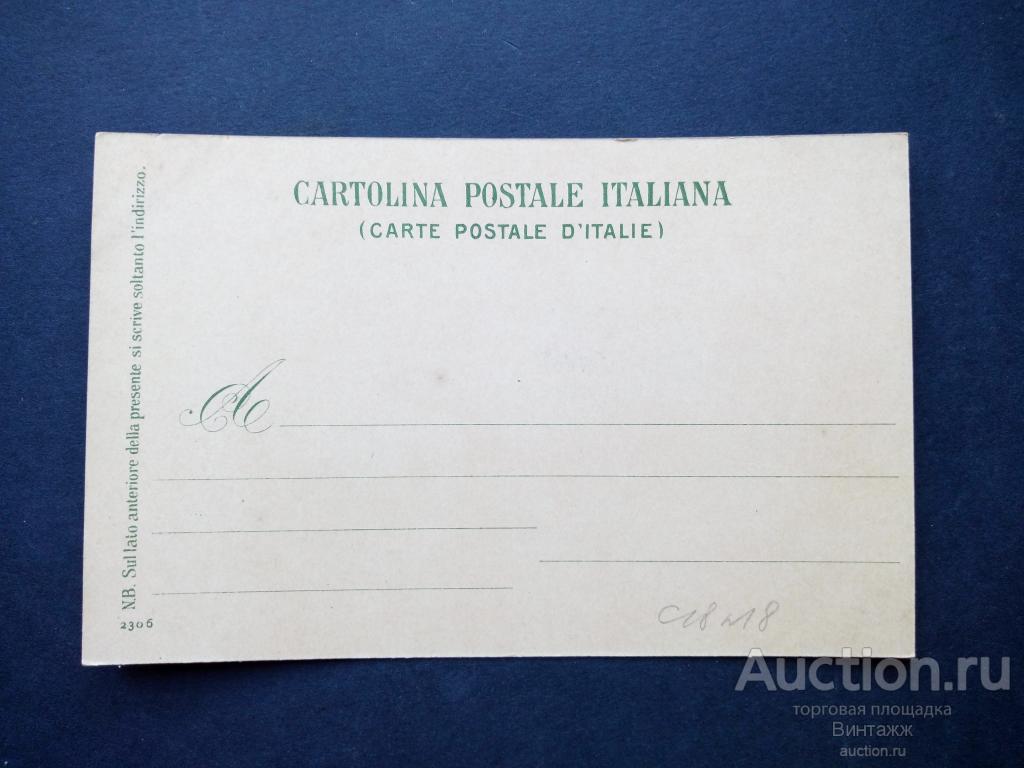 CARTOLINA POSTALE ITALIANA
(CARTE POSTALE D'ITALIE)
N.B. Sul lato anteriore della presente si scrive soltanto l'indirizzo.
A
2306
Auction.ru
торговая площадка
Винтажж
auction.ru